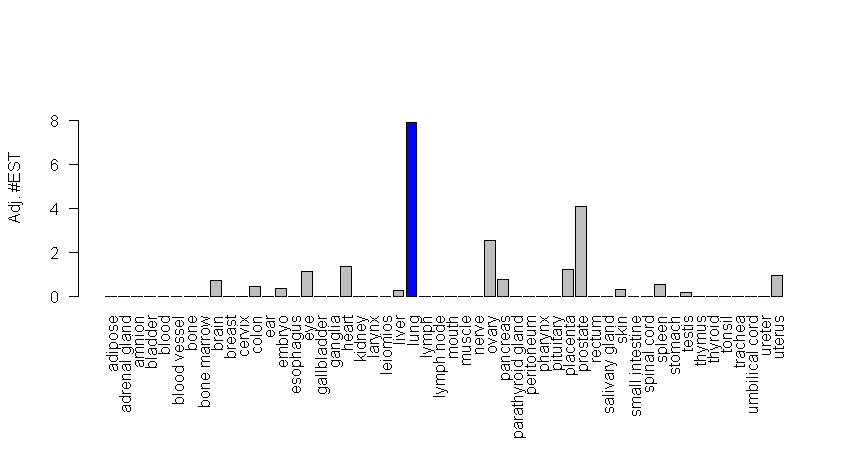 Adj. #EST
8
6
4
2
0
adipose
adrenal gland
amnion
bladder
blood
blood vessel
bone
bone marrow
brain
breast
cervix
colon
ear
embryo
esophagus
eye
gallbladder
ganglia
heart
kidney
larynx
leiomios
liver
lung
lymph
lymph node
mouth
muscle
nerve
ovary
pancreas
parathyroid gland
peritoneum
pharynx
pituitary
placenta
prostate
rectum
salivary gland
skin
small intestine
spinal cord
spleen
stomach
testis
thymus
thyroid
tonsil
trachea
umbilical cord
ureter
uterus